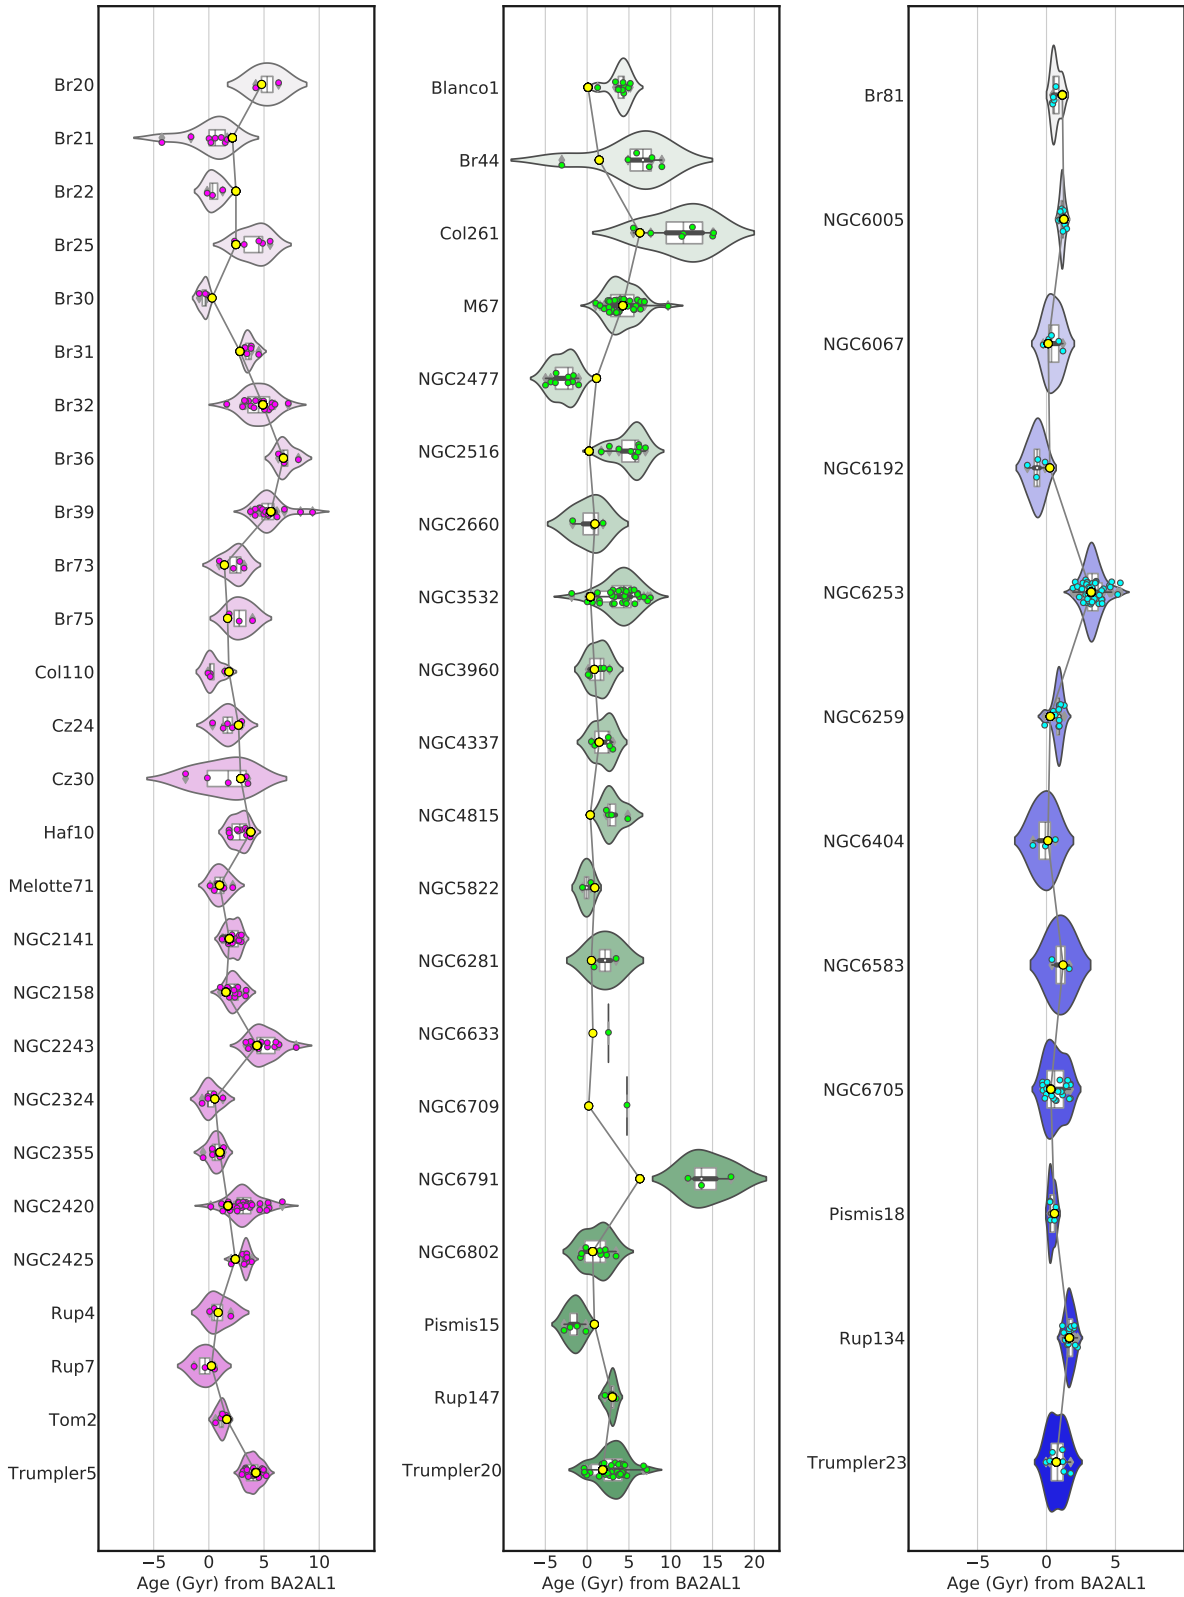 Br20
Br21
Br22
Br25
Br30
Br31
Br32
Br36
Br39
Br73
Br75
Col110
Cz24
Cz30
Haf10
Melotte71
NGC2141
NGC2158
NGC2243
NGC2324
NGC2355
NGC2420
NGC2425
Rup4
Rup7
Tom2
Trumpler5
−5 0 5 10
Age (Gyr) from BA2AL1
Blanco1
Br44
Col261
M67
NGC2477
NGC2516
NGC2660
NGC3532
NGC3960
NGC4337
NGC4815
NGC5822
NGC6281
NGC6633
NGC6709
NGC6791
NGC6802
Pismis15
Rup147
Trumpler20
−5 0 5 10 15 20
Age (Gyr) from BA2AL1
Br81
NGC6005
NGC6067
NGC6192
NGC6253
NGC6259
NGC6404
NGC6583
NGC6705
Pismis18
Rup134
Trumpler23
−5 0 5
Age (Gyr) from BA2AL1